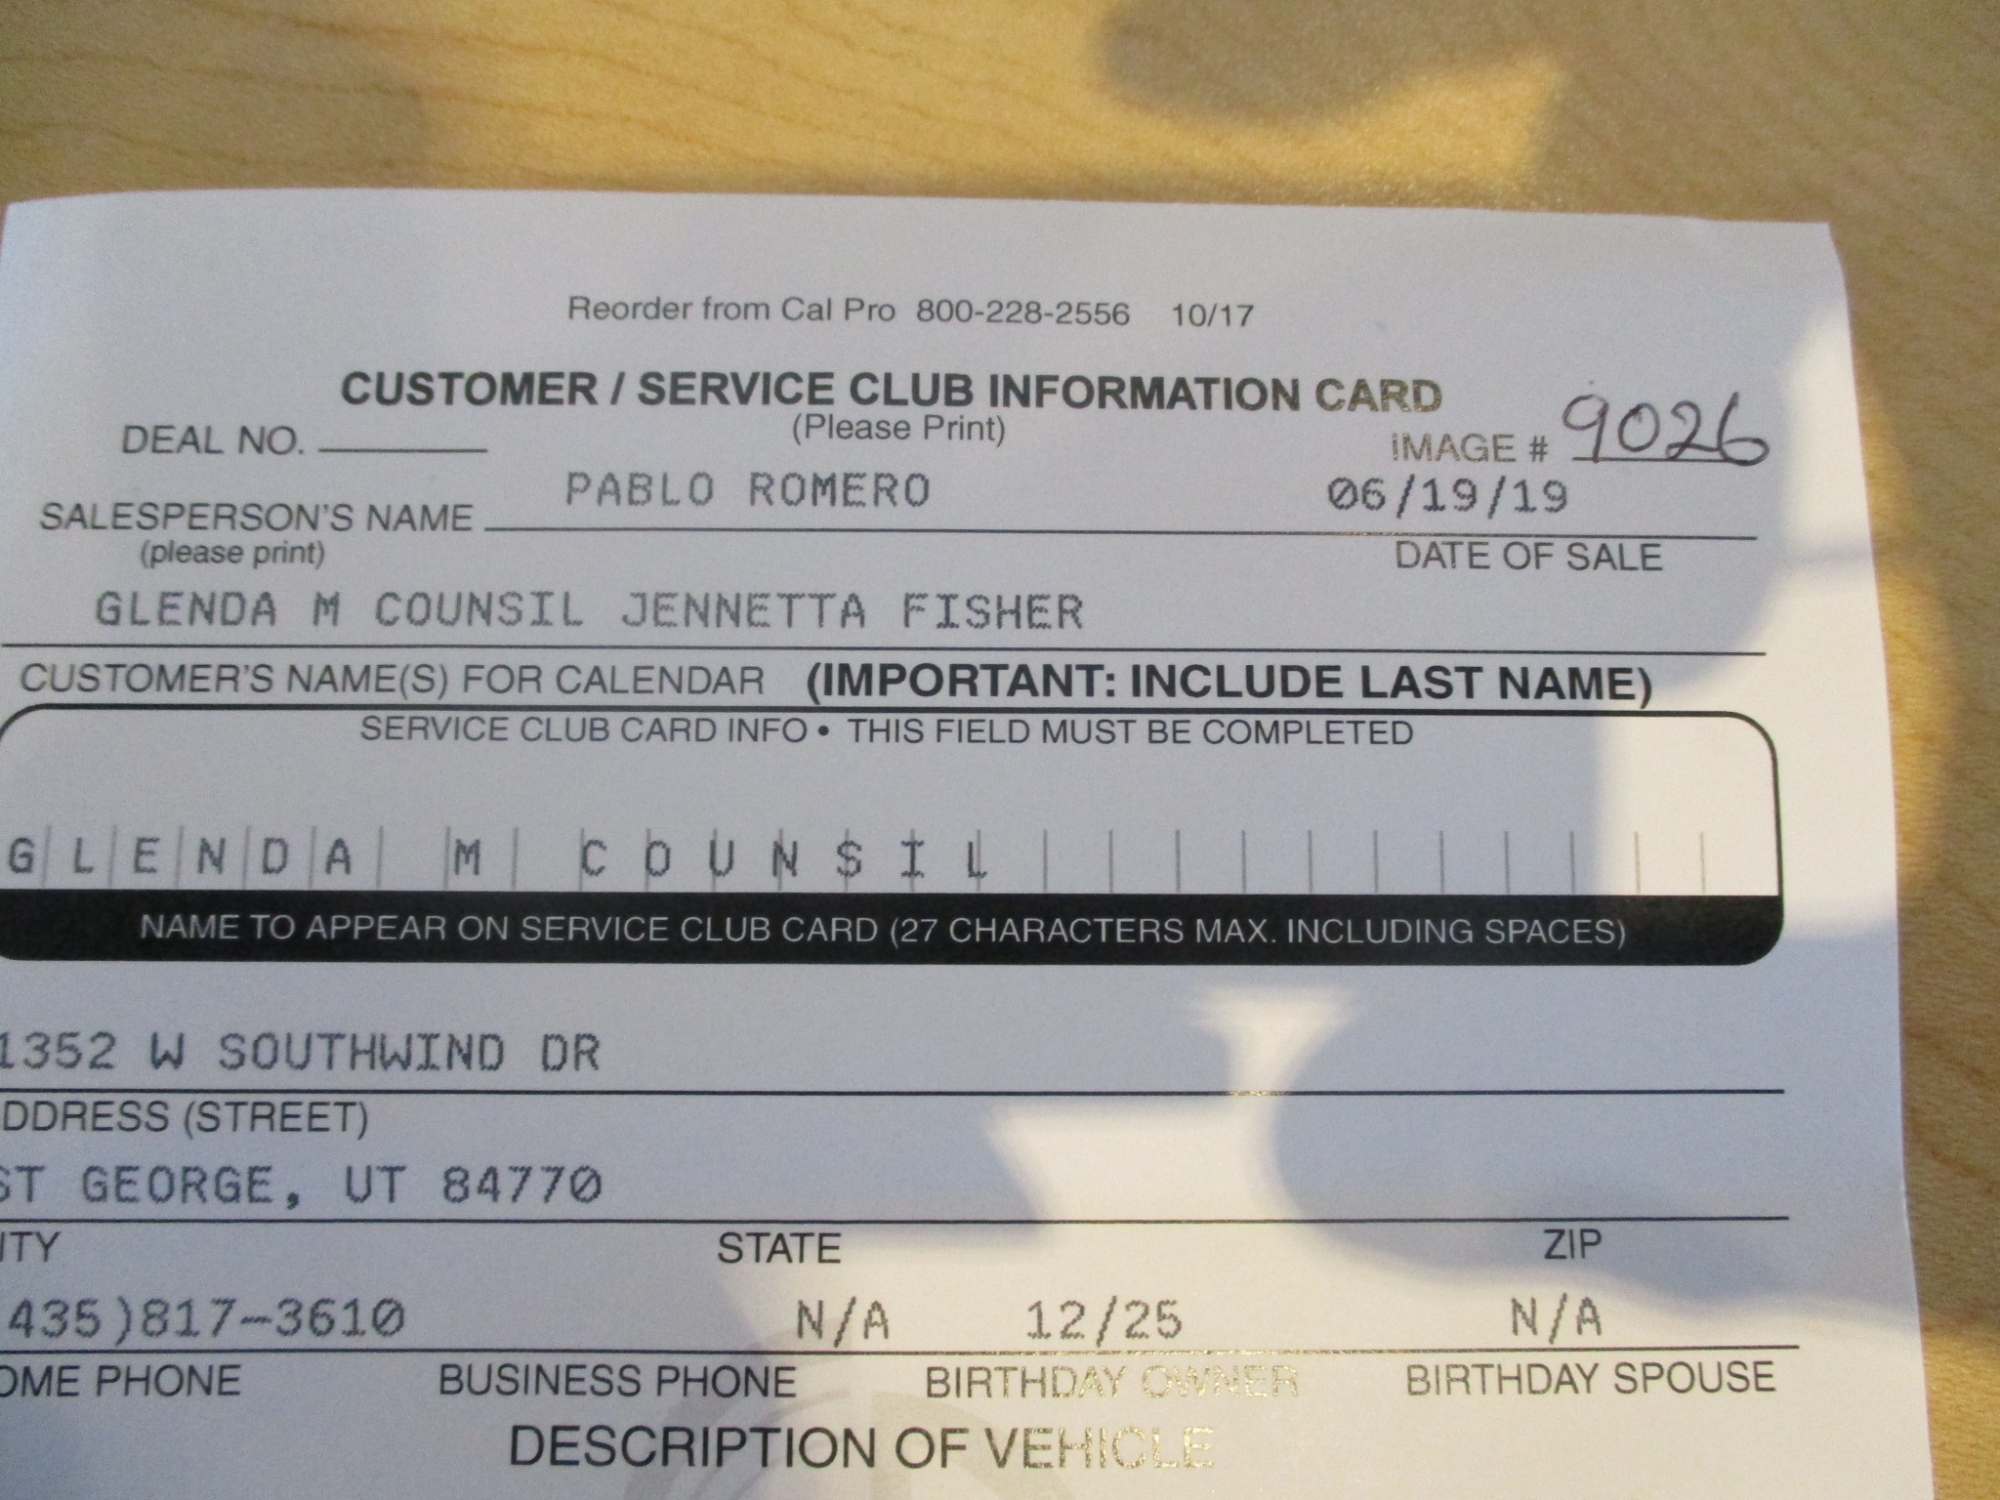 Reorder from Cal Pro 800-228-2556 10/17
CUSTOMER / SERVICE CLUB INFORMATION CARD
(Please Print)
DEAL NO.
IMAGE # 9026
PABLO ROMERO 06/19/19
SALESPERSON'S NAME
(please print) DATE OF SALE
GLENDA M COUNSIL JENNETTA FISHER
CUSTOMER'S NAME(S) FOR CALENDAR (IMPORTANT: INCLUDE LAST NAME)
SERVICE CLUB CARD INFO • THIS FIELD MUST BE COMPLETED
GLENDA M COUNSIL
NAME TO APPEAR ON SERVICE CLUB CARD (27 CHARACTERS MAX. INCLUDING SPACES)
1352 W SOUTHWIND DR
DDRESS (STREET)
ST GEORGE, UT 84770
ITY STATE ZIP
435)817-3610 N/A 12/25 N/A
OME PHONE BUSINESS PHONE BIRTHDAY OWNER BIRTHDAY SPOUSE
DESCRIPTION OF VEHICLE